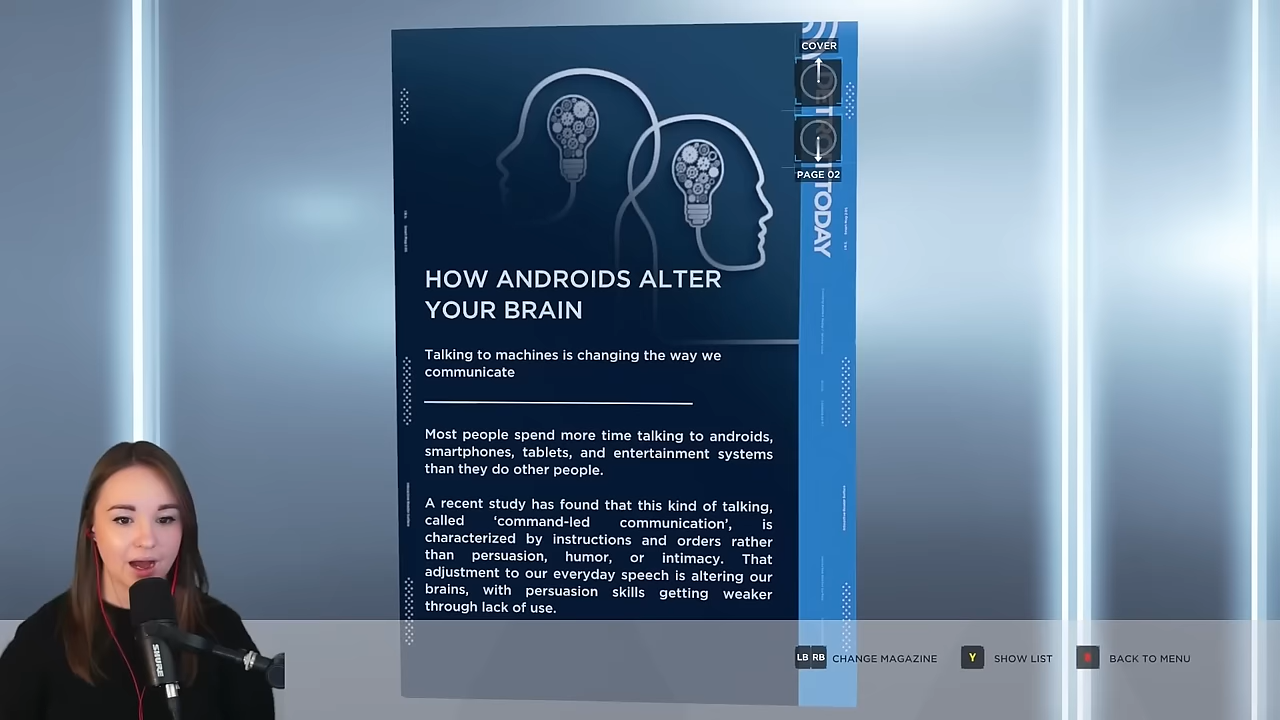 COVER
PAGE 02
TODAY
HOW ANDROIDS ALTER
YOUR BRAIN
Talking to machines is changing the way we
communicate
Most people spend more time talking to androids,
smartphones, tablets, and entertainment systems
than they do other people.
A recent study has found that this kind of talking,
called ‘command-led communication’, is
characterized by instructions and orders rather
than persuasion, humor, or intimacy. That
adjustment to our everyday speech is altering our
brains, with persuasion skills getting weaker
through lack of use.
SHURE
LB RB CHANGE MAGAZINE
Y SHOW LIST
BACK TO MENU